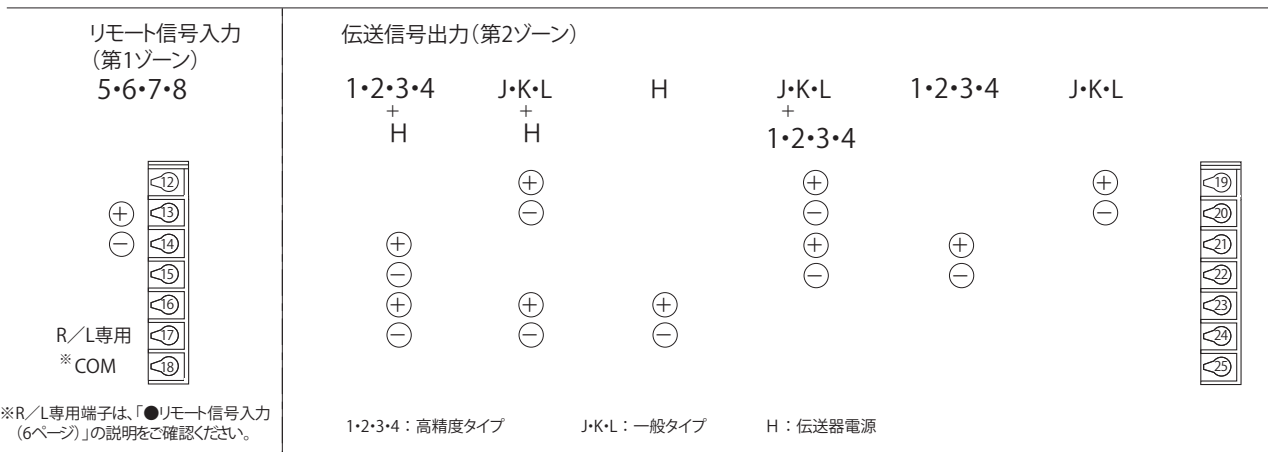 リモート信号入力
（第1ゾーン）
5•6•7•8
12
⊕ 13
⊖ 14
15
16
R／L専用 17
※COM 18
※R／L専用端子は、「●リモート信号入力
（6ページ）」の説明をご確認ください。
伝送信号出力（第2ゾーン）
1•2•3•4 J•K•L H J•K•L 1•2•3•4 J•K•L
+ + +
H H 1•2•3•4
⊕ ⊕ ⊕ 19
⊖ ⊖ ⊖ 20
⊕ ⊕ ⊕ 21
⊖ ⊖ ⊖ 22
⊕ ⊕ ⊕ 23
⊖ ⊖ ⊖ 24
25
1•2•3•4：高精度タイプ J•K•L：一般タイプ H：伝送器電源